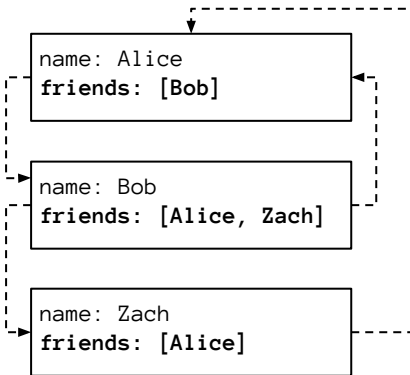 name: Alice
friends: [Bob]
name: Bob
friends: [Alice, Zach]
name: Zach
friends: [Alice]